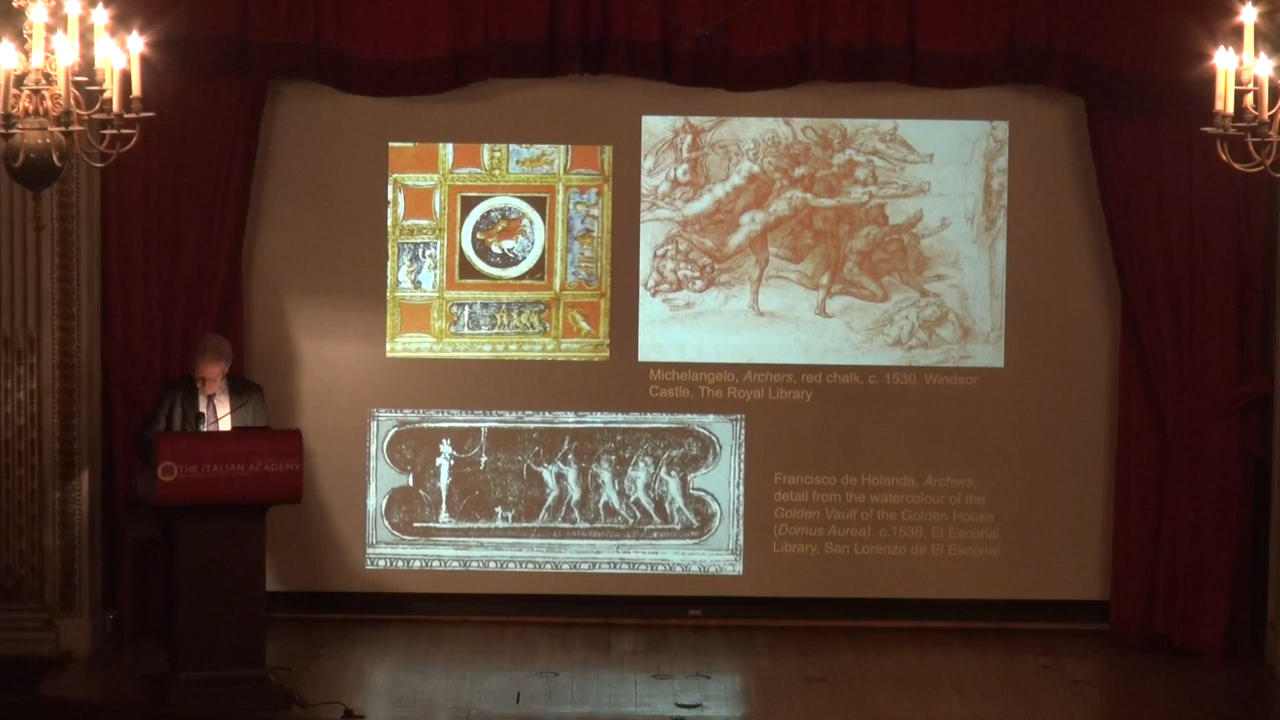 Michelangelo, Archers, red chalk, c. 1530. Windsor
Castle, The Royal Library
THE ITALIAN ACADEMY
Francisco de Holanda, Archers,
detail from the watercolour of the
Golden Vault of the Golden House
(Domus Aurea). c.1538, El Escorial
Library, San Lorenzo de El Escorial